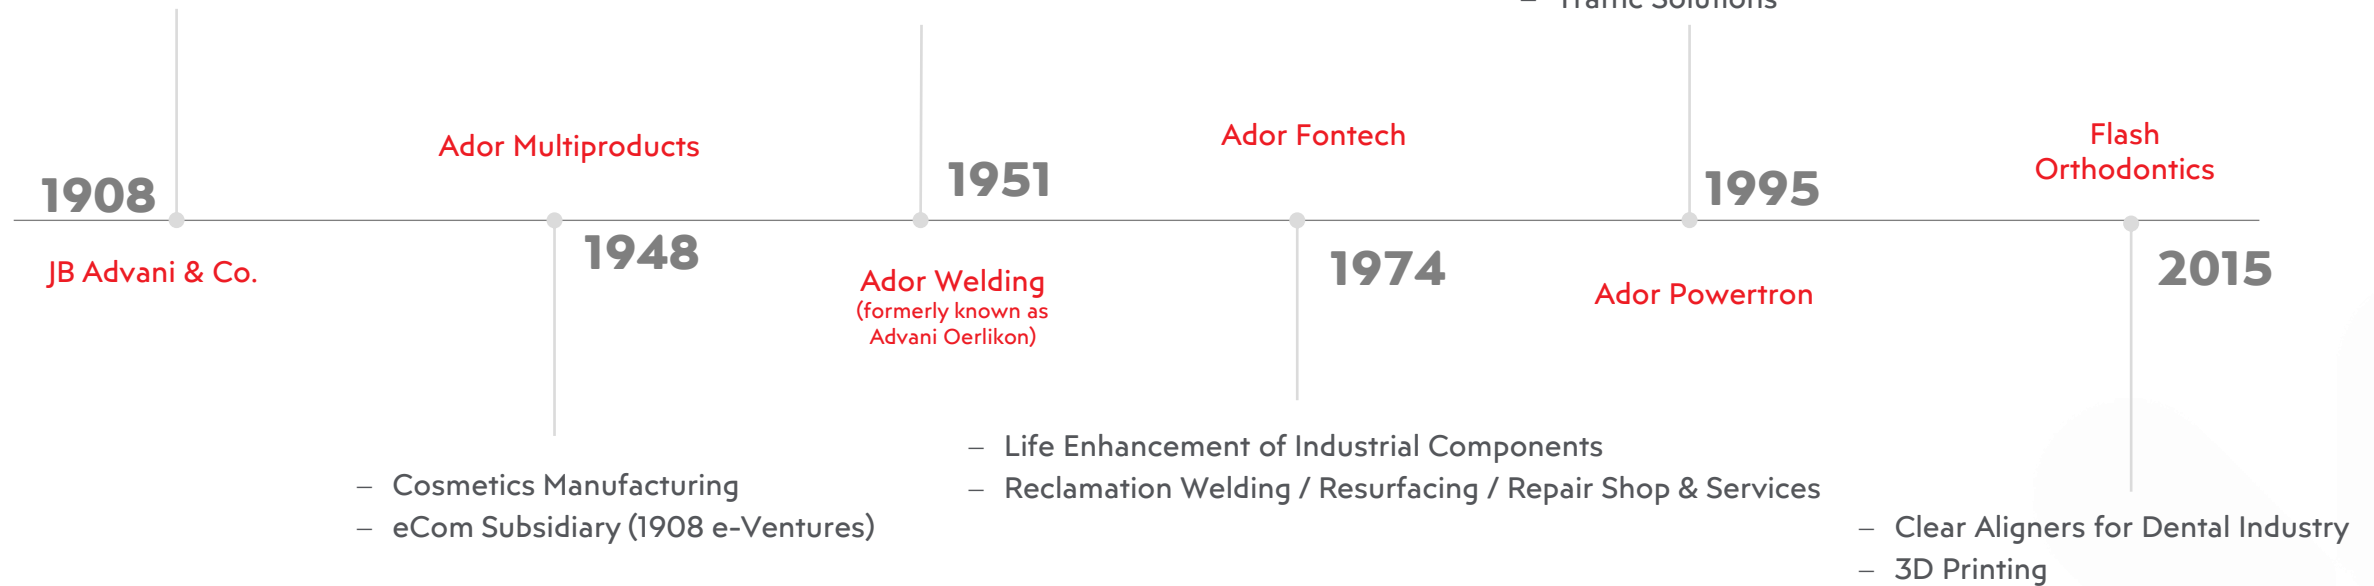 – Traffic Solutions
1908
JB Advani & Co.
Ador Multiproducts
1948
– Cosmetics Manufacturing
– eCom Subsidiary (1908 e-Ventures)
1951
Ador Welding
(formerly known as
Advani Oerlikon)
Ador Fontech
1974
– Life Enhancement of Industrial Components
– Reclamation Welding / Resurfacing / Repair Shop & Services
1995
Ador Powertron
Flash
Orthodontics
2015
– Clear Aligners for Dental Industry
– 3D Printing